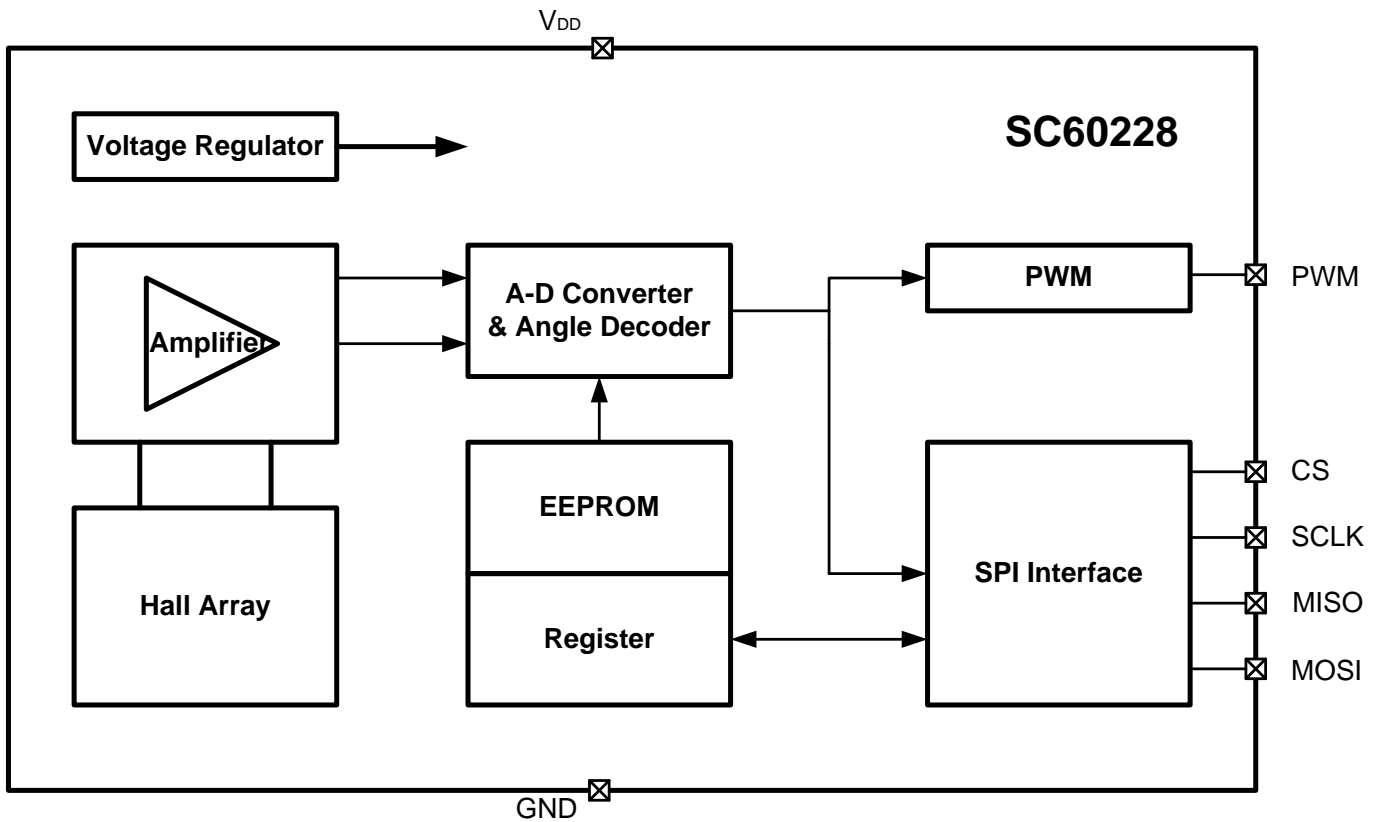 VDD
Voltage Regulator
SC60228
Amplifier
A-D Converter
& Angle Decoder
PWM
PWM
EEPROM
Register
Hall Array
SPI Interface
CS
SCLK
MISO
MOSI
GND